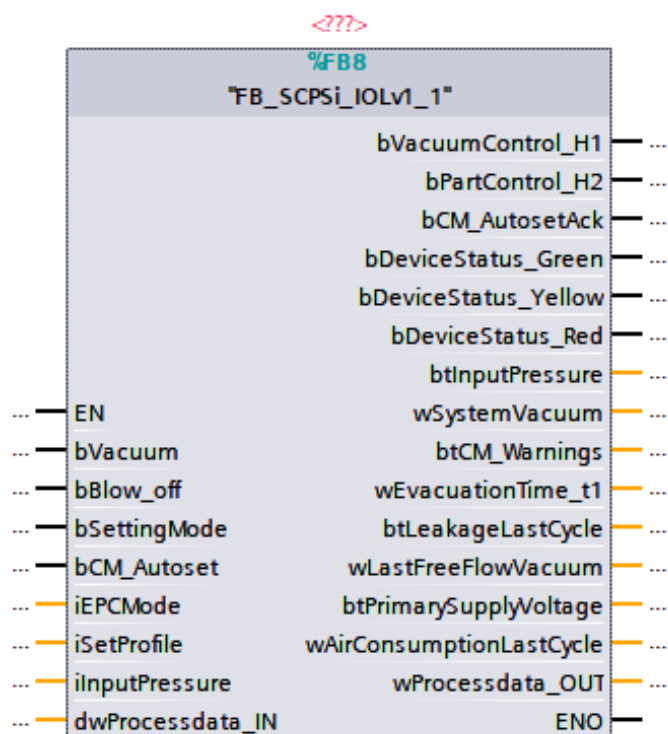 <???>
%FB8
"FB_SCPSi_IOLv1_1"
bVacuumControl_H1 ...
bPartControl_H2 ...
bCM_AutosetAck ...
bDeviceStatus_Green ...
bDeviceStatus_Yellow ...
bDeviceStatus_Red ...
btInputPressure ...
... EN wSystemVacuum ...
... bVacuum btCM_Warnings ...
... bBlow_off wEvacuationTime_t1 ...
... bSettingMode btLeakageLastCycle ...
... bCM_Autoset wLastFreeFlowVacuum ...
... iEPCMode btPrimarySupplyVoltage ...
... iSetProfile wAirConsumptionLastCycle ...
... iInputPressure wProcessdata_OUT ...
... dwProcessdata_IN ENO